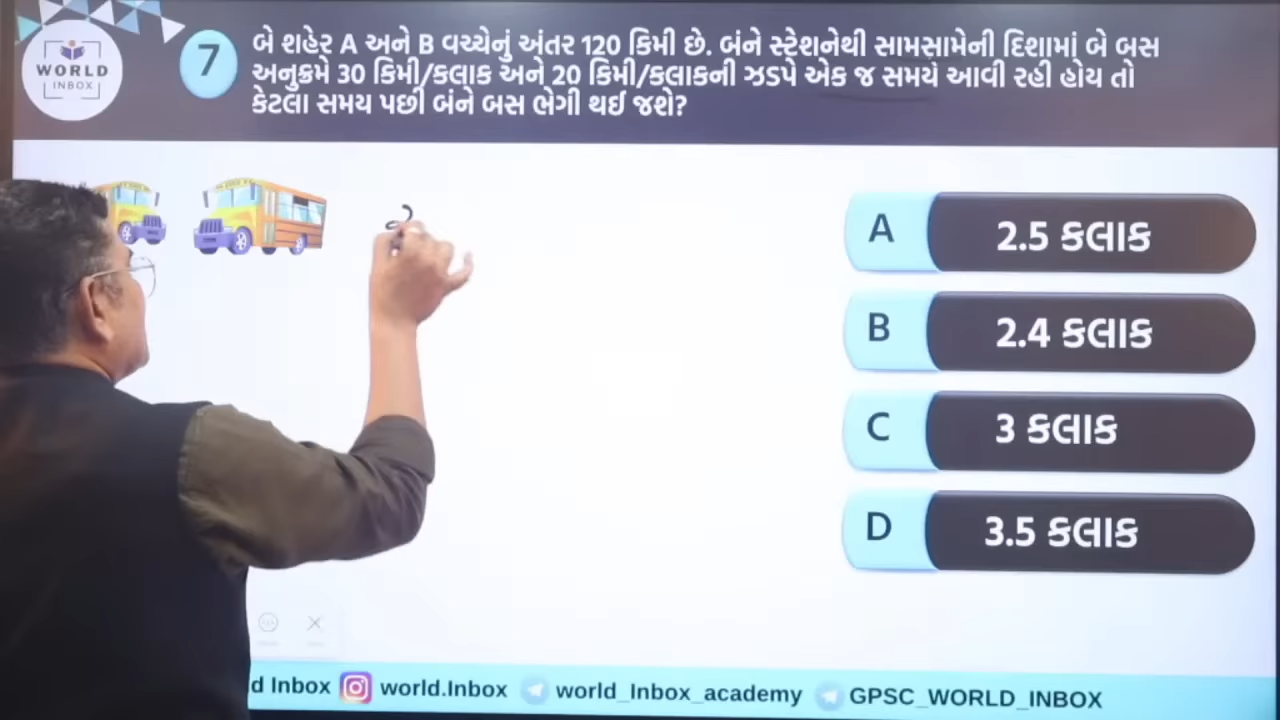 WORLD
INBOX
7
બે શહેર A અને B વચ્ચેનું અંતર 120 કિમી છે. બંને સ્ટેશનેથી સામસામેની દિશામાં બે બસ
અનુક્રમે 30 કિમી/કલાક અને 20 કિમી/કલાકની ઝડપે એક જ સમયે આવી રહી હોય તો
કેટલા સમય પછી બંને બસ ભેગી થઈ જશે?
A 2.5 કલાક
B 2.4 કલાક
C 3 કલાક
D 3.5 કલાક
d Inbox world.Inbox world_Inbox_academy GPSC_WORLD_INBOX